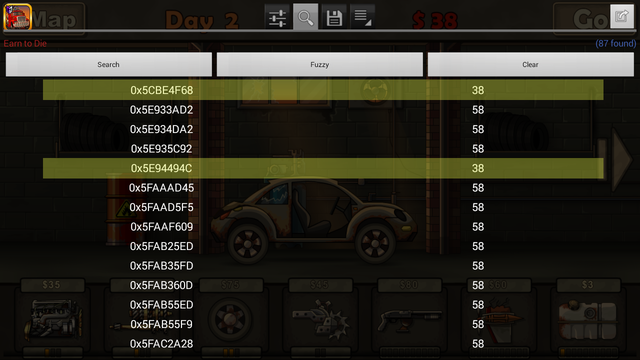 Map Day 2 $38 Go
Earn to Die (87 found)
Search Fuzzy Clear
0x5CBE4F68 38
0x5E933AD2 58
0x5E934DA2 58
0x5E935C92 58
0x5E94494C 38
0x5FAAAD45 58
0x5FAAD5F5 58
0x5FAAF609 58
0x5FAB25ED 58
0x5FAB35FD 58
0x5FAB360D 58
0x5FAB55ED 58
0x5FAB55F9 58
0x5FAC2A28 58
$35 $75 $45 $80 $3